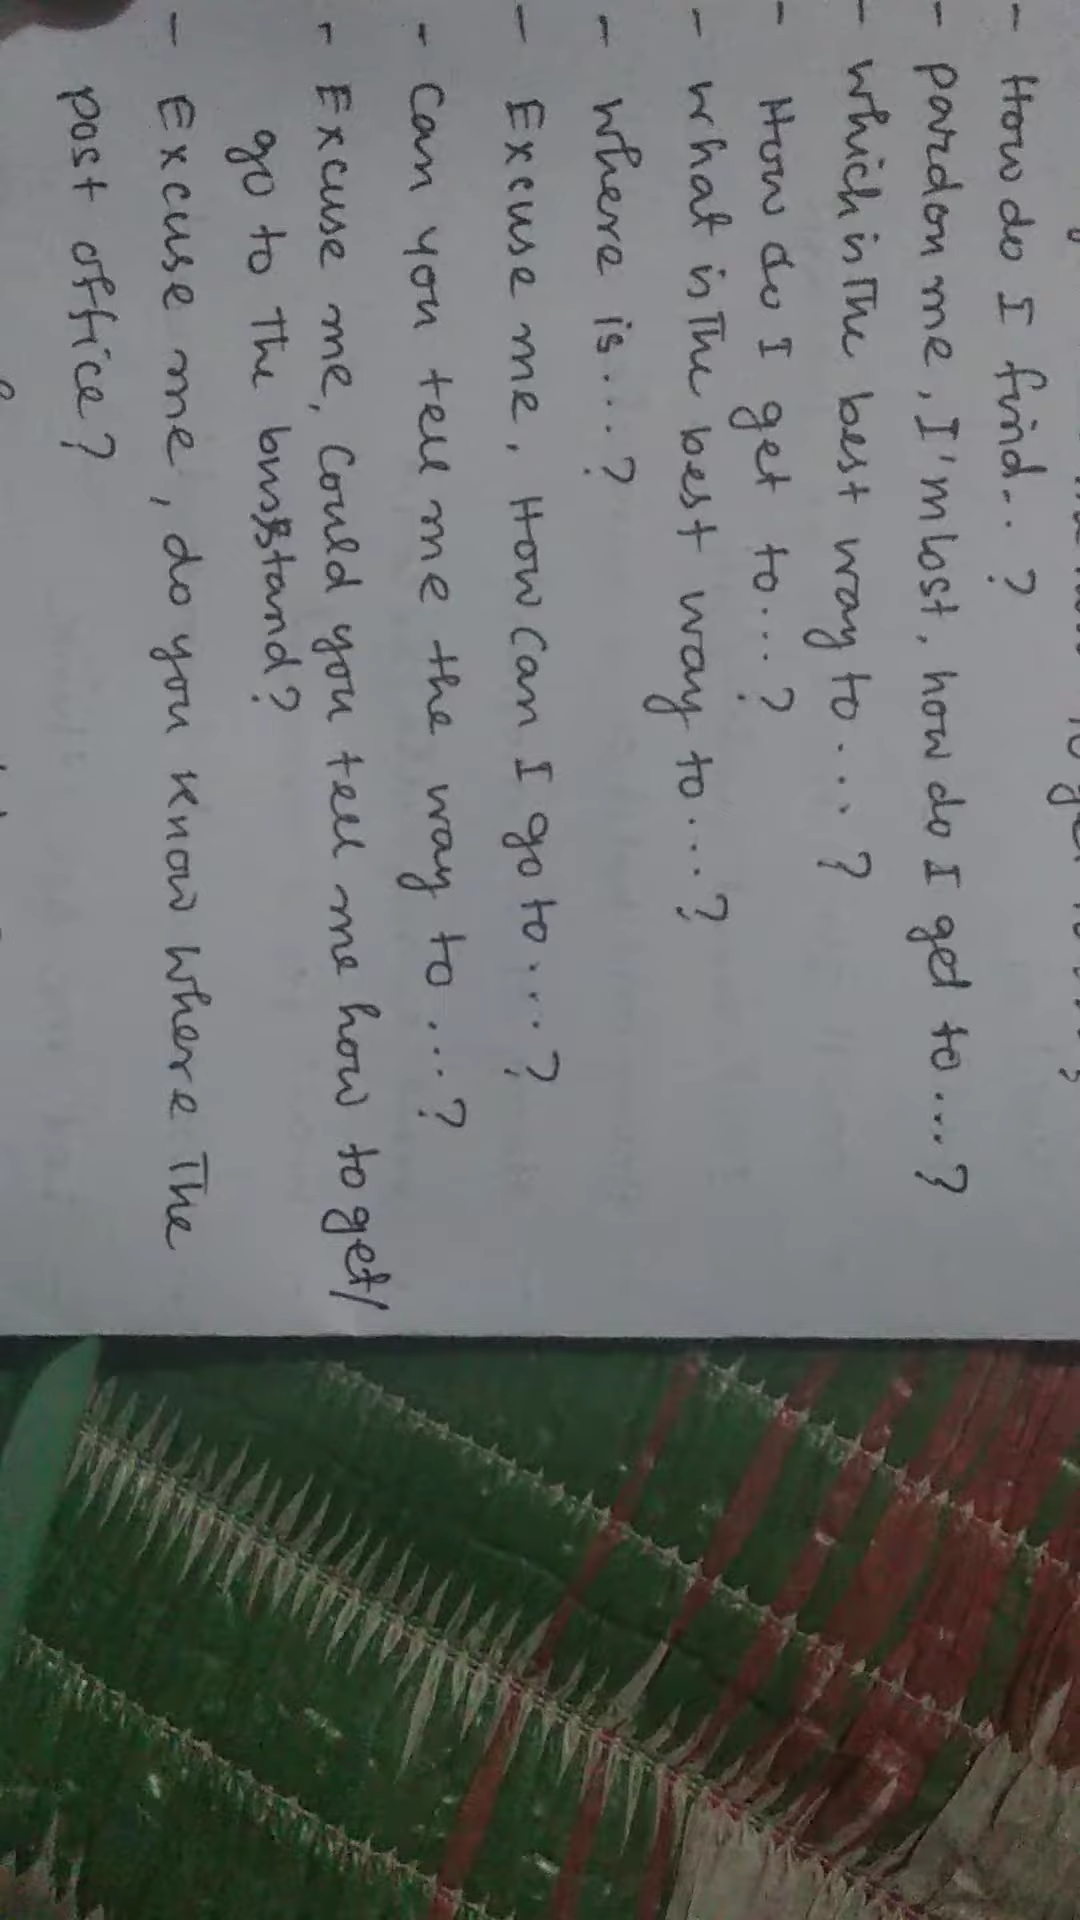 - How do I find..?
- pardon me, I'm lost, how do I get to....?
- which is The best way to....?
- How do I get to...?
- what is The best way to....?
- where is....?
- Excuse me, How can I go to....?
- Can you tell me the way to...?
- Excuse me, Could you tell me how to get/
go to the busstand?
- Excuse me, do you know where The
post office?